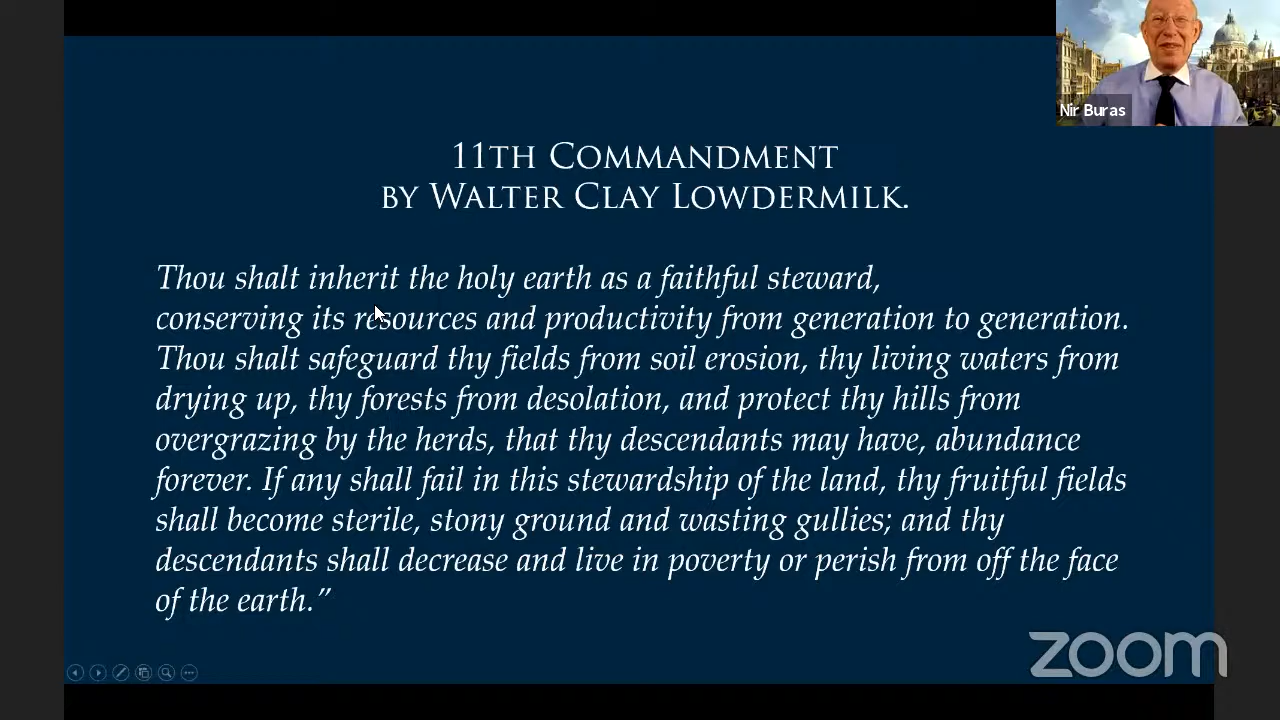 Nir Buras
11TH COMMANDMENT
BY WALTER CLAY LOWDERMILK.
Thou shalt inherit the holy earth as a faithful steward,
conserving its resources and productivity from generation to generation.
Thou shalt safeguard thy fields from soil erosion, thy living waters from
drying up, thy forests from desolation, and protect thy hills from
overgrazing by the herds, that thy descendants may have, abundance
forever. If any shall fail in this stewardship of the land, thy fruitful fields
shall become sterile, stony ground and wasting gullies; and thy
descendants shall decrease and live in poverty or perish from off the face
of the earth.”
zoom